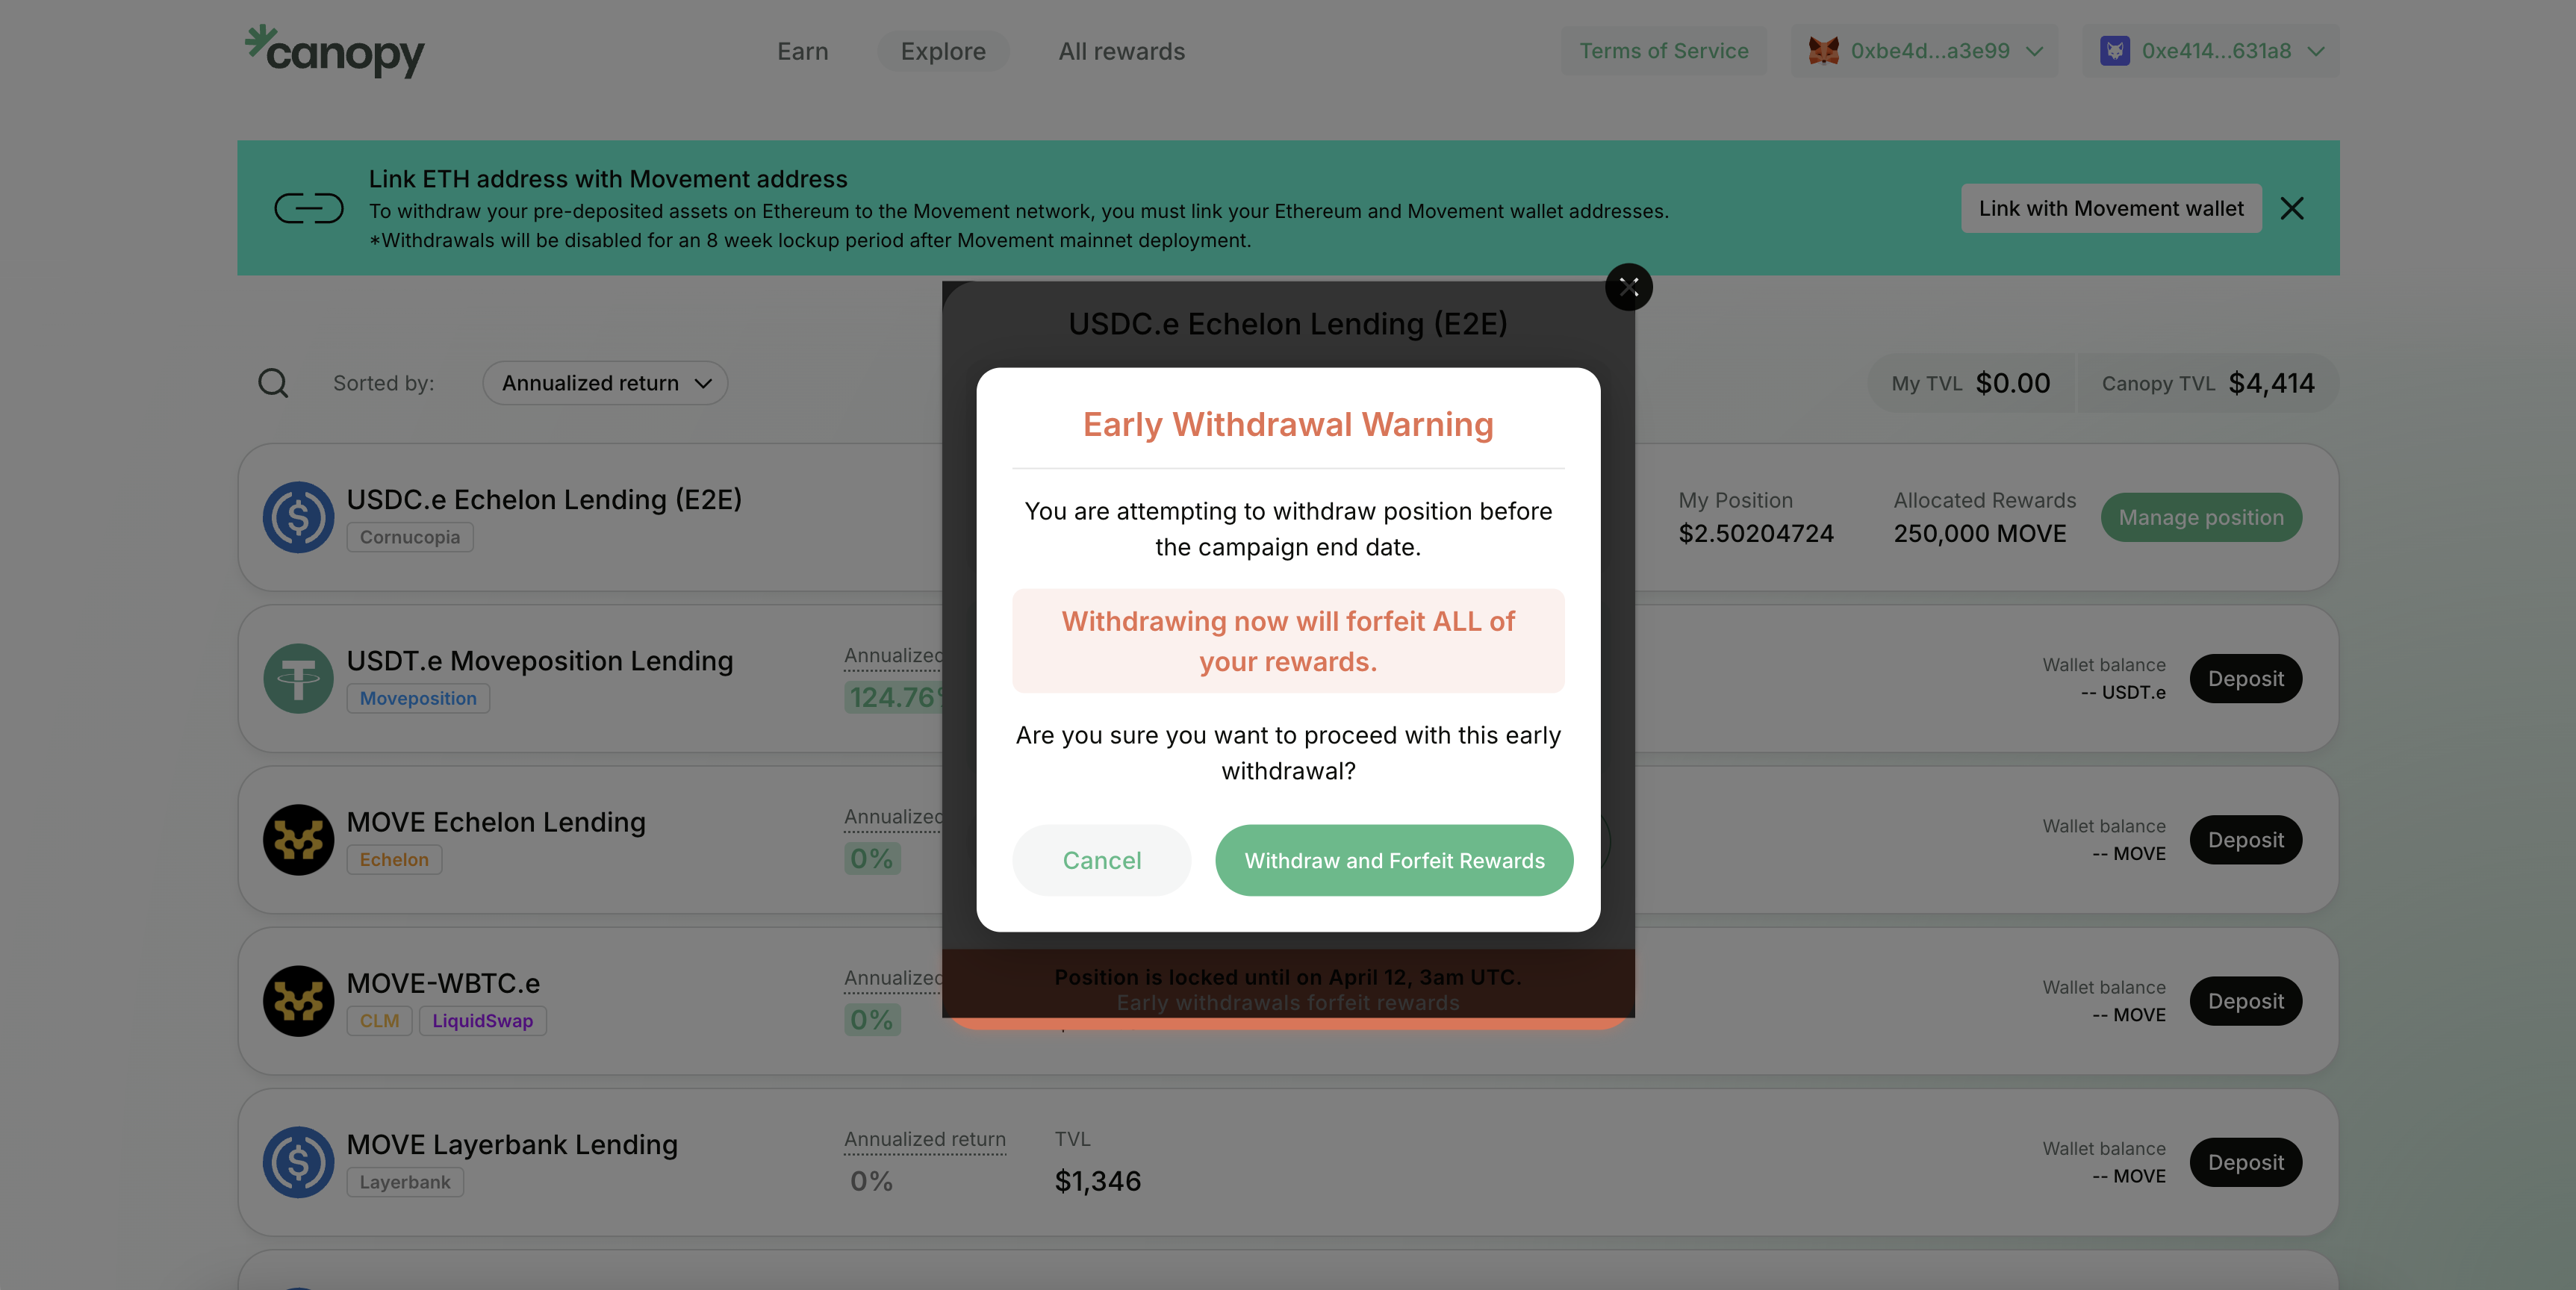 canopy
Earn
Explore
All rewards
Terms of Service
0xbe4d...a3e99
0xe414...631a8
Link ETH address with Movement address
To withdraw your pre-deposited assets on Ethereum to the Movement network, you must link your Ethereum and Movement wallet addresses.
*Withdrawals will be disabled for an 8 week lockup period after Movement mainnet deployment.
Link with Movement wallet
Sorted by:
Annualized return
My TVL $0.00
Canopy TVL $4,414
USDC.e Echelon Lending (E2E)
Early Withdrawal Warning
You are attempting to withdraw position before
the campaign end date.
Withdrawing now will forfeit ALL of
your rewards.
Are you sure you want to proceed with this early
withdrawal?
Cancel
Withdraw and Forfeit Rewards
Position is locked until on April 12, 3am UTC.
Early withdrawals forfeit rewards
USDC.e Echelon Lending (E2E)
Cornucopia
My Position
$2.50204724
Allocated Rewards
250,000 MOVE
Manage position
USDT.e Moveposition Lending
Moveposition
Annualized
124.76%
Wallet balance
-- USDT.e
Deposit
MOVE Echelon Lending
Echelon
Annualized
0%
Wallet balance
-- MOVE
Deposit
MOVE-WBTC.e
CLM
LiquidSwap
Annualized
0%
Wallet balance
-- MOVE
Deposit
MOVE Layerbank Lending
Layerbank
Annualized return
0%
TVL
$1,346
Wallet balance
-- MOVE
Deposit